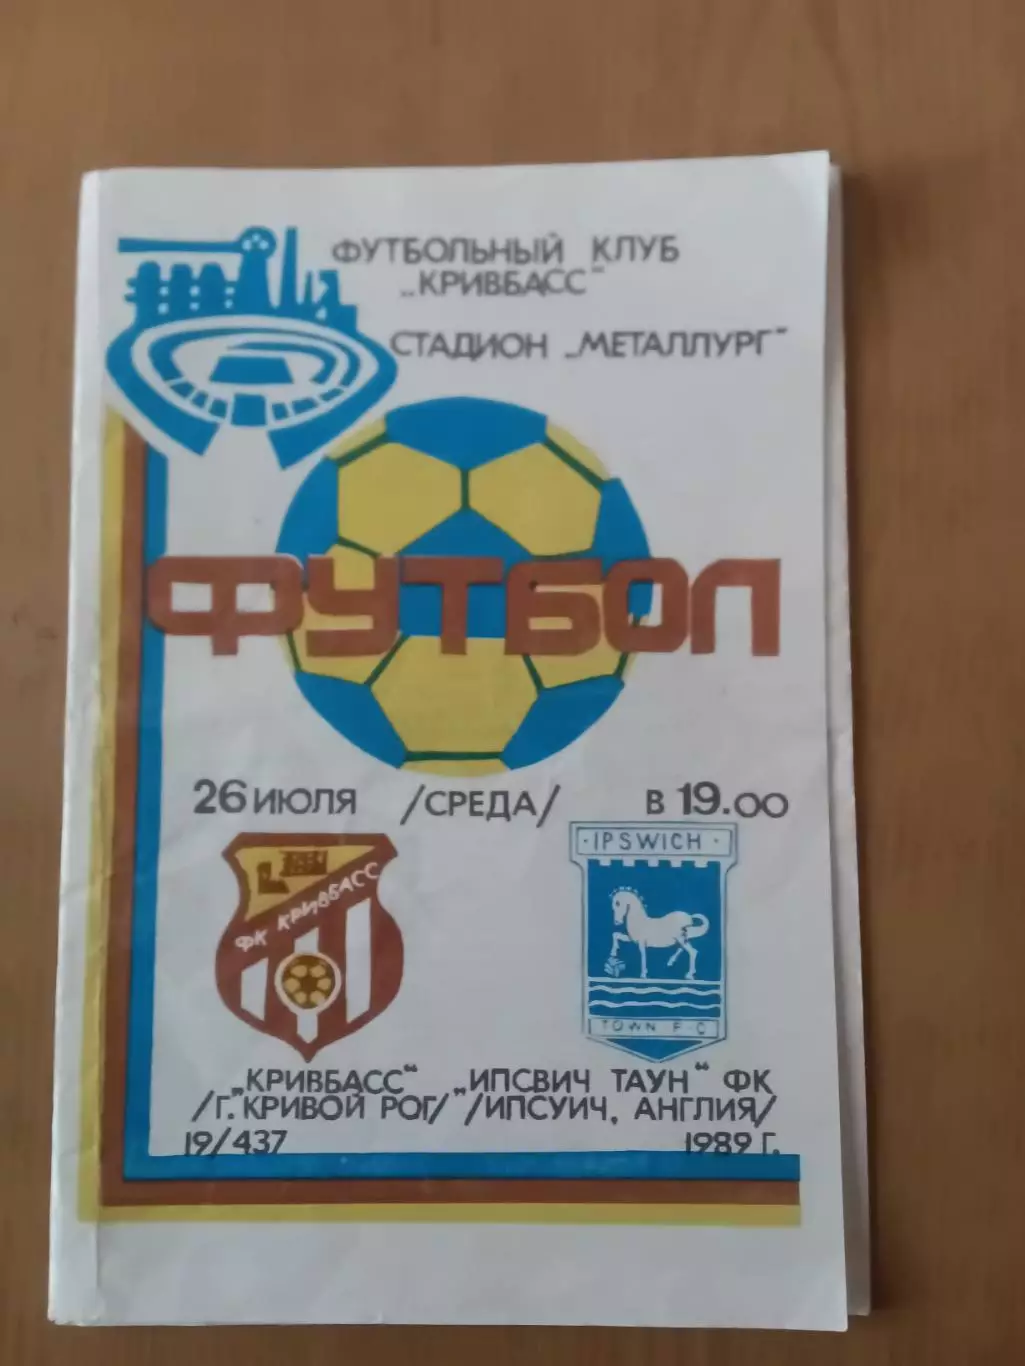 ФУТБОЛЬНЫЙ КЛУБ
„КРИВБАСС"
СТАДИОН „МЕТАЛЛУРГ"
ФУТБОЛ
26 ИЮЛЯ /СРЕДА/ В 19.00
ФК КРИВБАСС
·IPSWICH·
TOWN F·C
„КРИВБАСС" „ИПСВИЧ ТАУН" ФК
/Г. КРИВОЙ РОГ/ /ИПСУИЧ, АНГЛИЯ/
19/437 1989 Г.